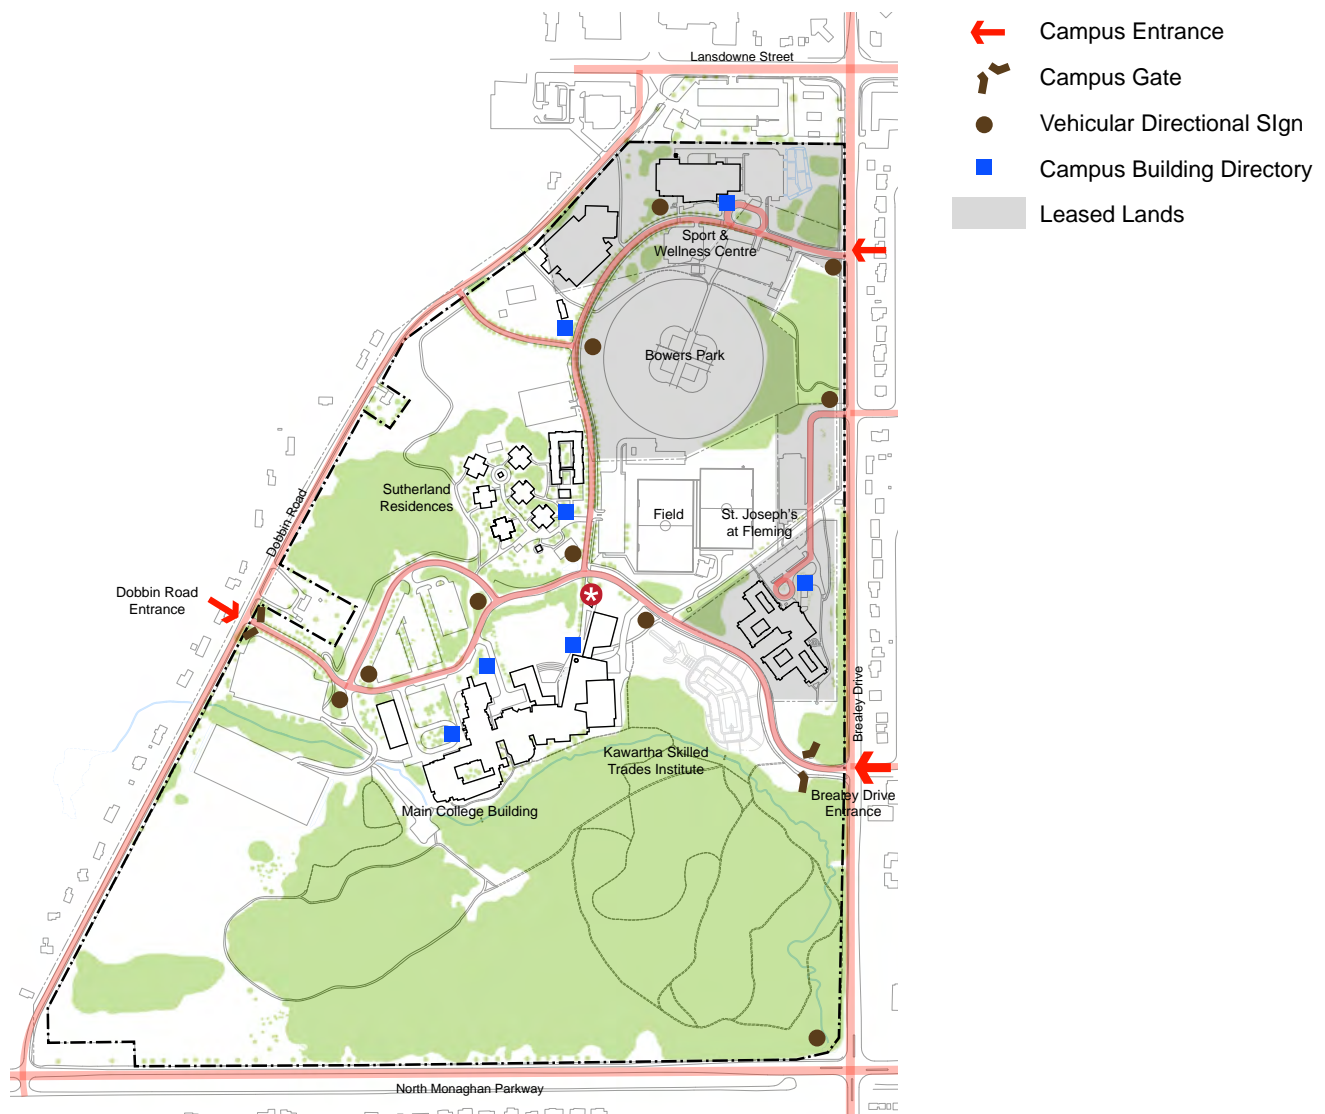 Lansdowne Street
Campus Entrance
Campus Gate
Vehicular Directional SIgn
Campus Building Directory
Leased Lands
Sport &
Wellness Centre
Bowers Park
Sutherland
Residences
Field
St. Joseph's
at Fleming
Dobbin Road
Dobbin Road
Entrance
*
Brealey Drive
Kawartha Skilled
Trades Institute
Brealey Drive
Entrance
Main College Building
North Monaghan Parkway